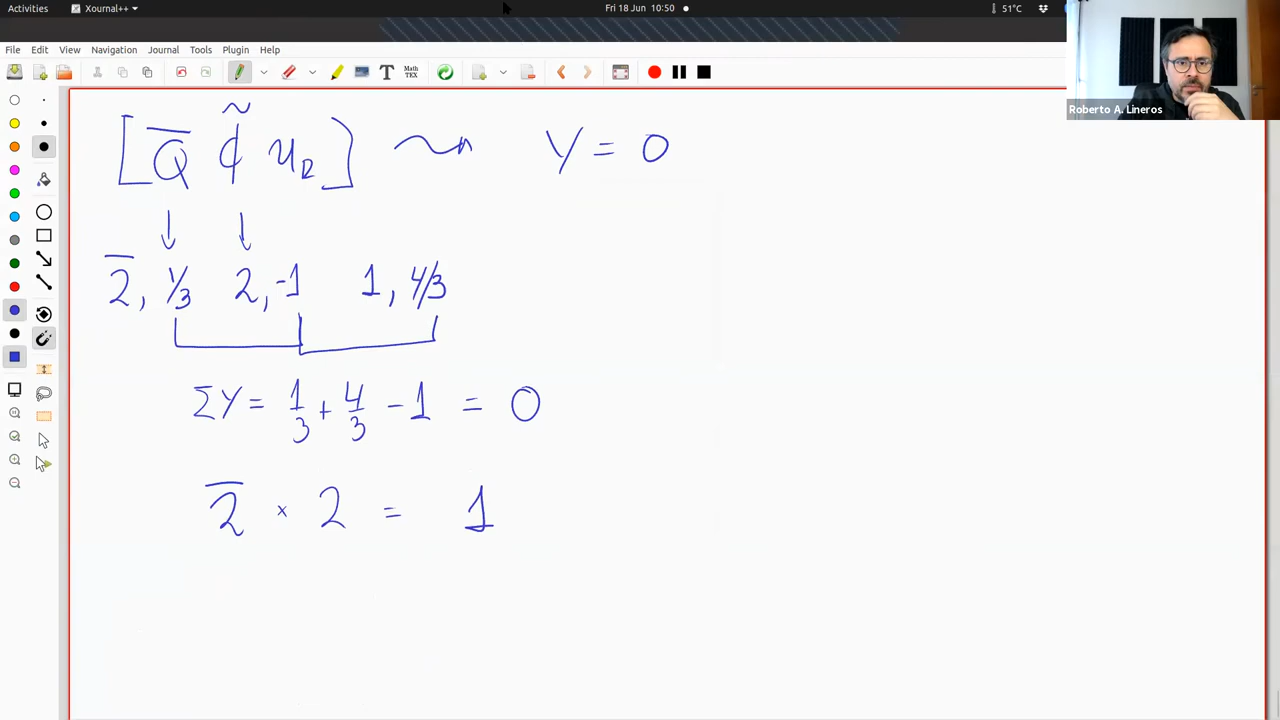 Activities Xournal++ Fri 18 Jun 10:50 51°C
File Edit View Navigation Journal Tools Plugin Help
T Math TEX
Roberto A. Lineros
[Q̅ ϕ̃ u_R] ⇝ Y = 0
2̅, 1/3 2, -1 1, 4/3
ΣY = 1/3 + 4/3 - 1 = 0
2̅ × 2 = 1